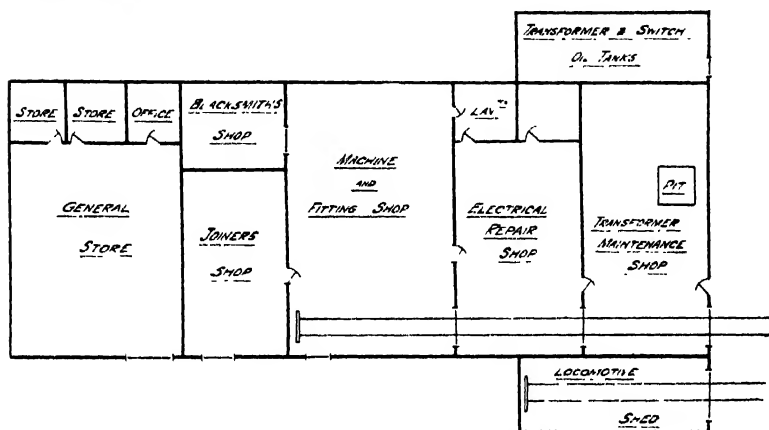 TRANSFORMER & SWITCH
OIL TANKS
STORE
STORE
OFFICE
BLACKSMITH'S
SHOP
LAV TY
MACHINE
AND
FITTING SHOP
PIT
GENERAL
STORE
JOINERS
SHOP
ELECTRICAL
REPAIR
SHOP
TRANSFORMER
MAINTENANCE
SHOP
LOCOMOTIVE
SHED